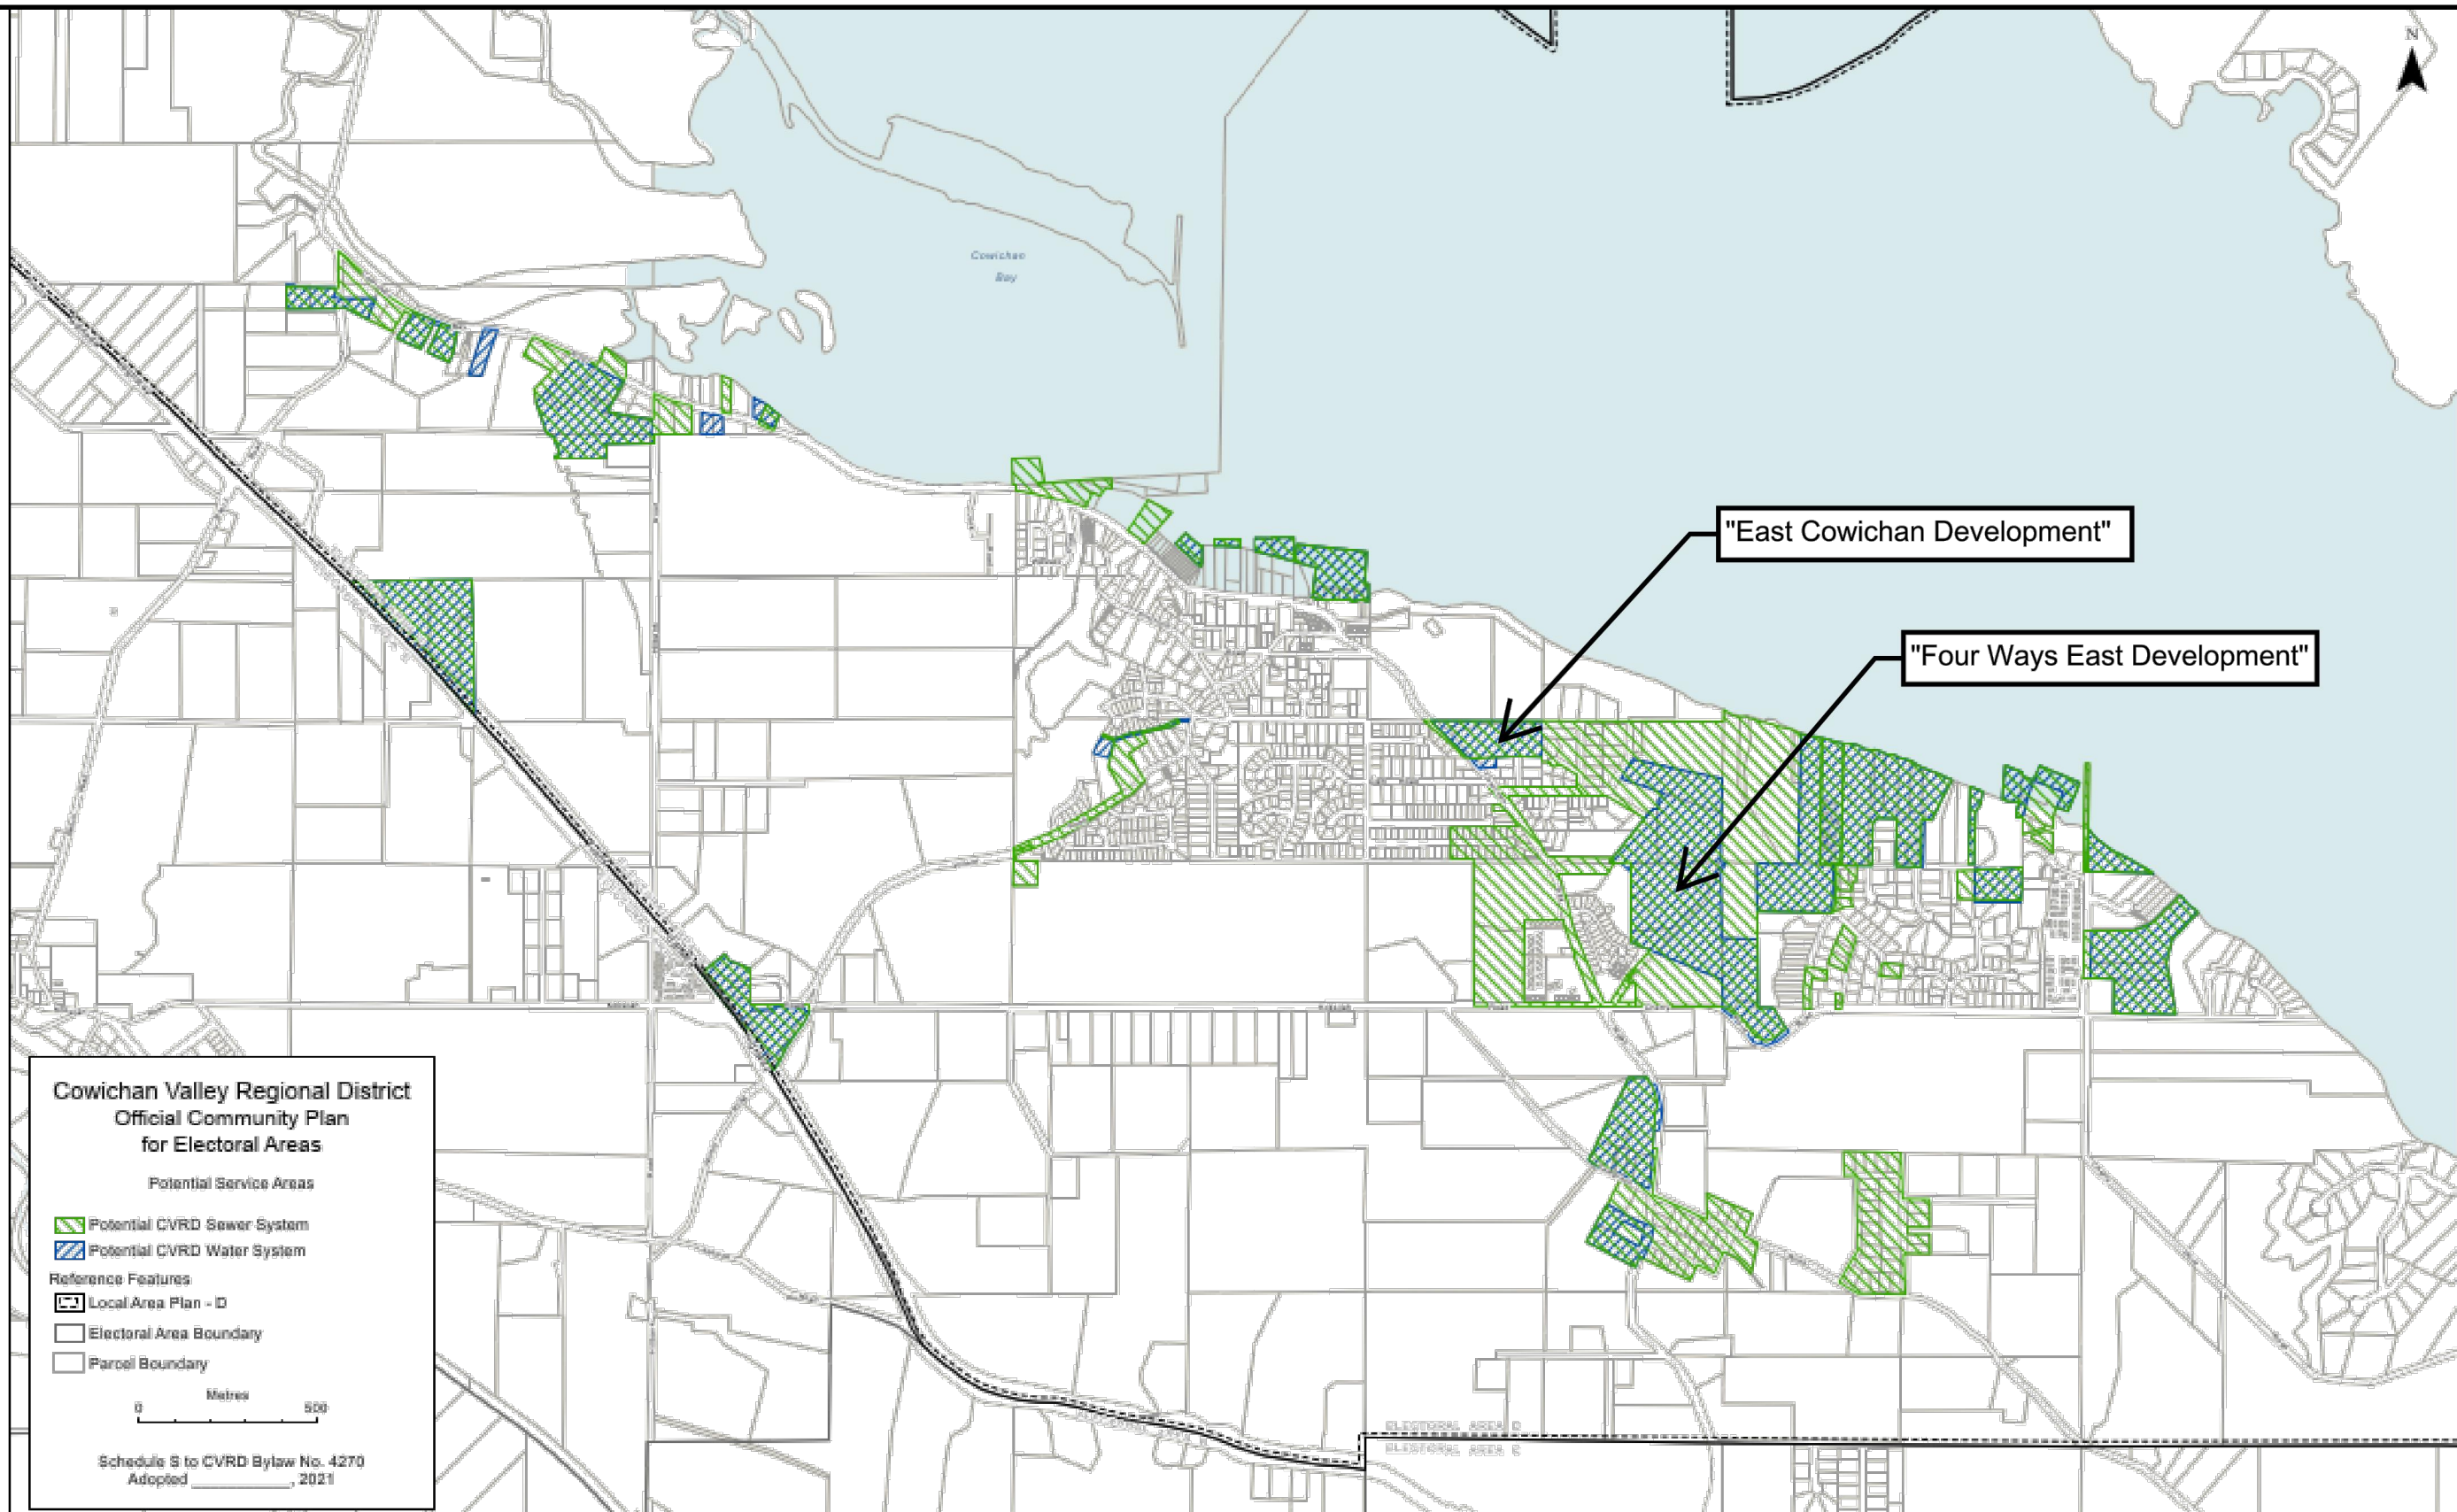 N
Cowichan
Bay
"East Cowichan Development"
"Four Ways East Development"
Cowichan Valley Regional District
Official Community Plan
for Electoral Areas
Potential Service Areas
Potential CVRD Sewer System
Potential CVRD Water System
Reference Features
Local Area Plan - D
Electoral Area Boundary
Parcel Boundary
Metres
0 500
Schedule S to CVRD Bylaw No. 4270
Adopted ____________, 2021
ELECTORAL AREA D
ELECTORAL AREA C